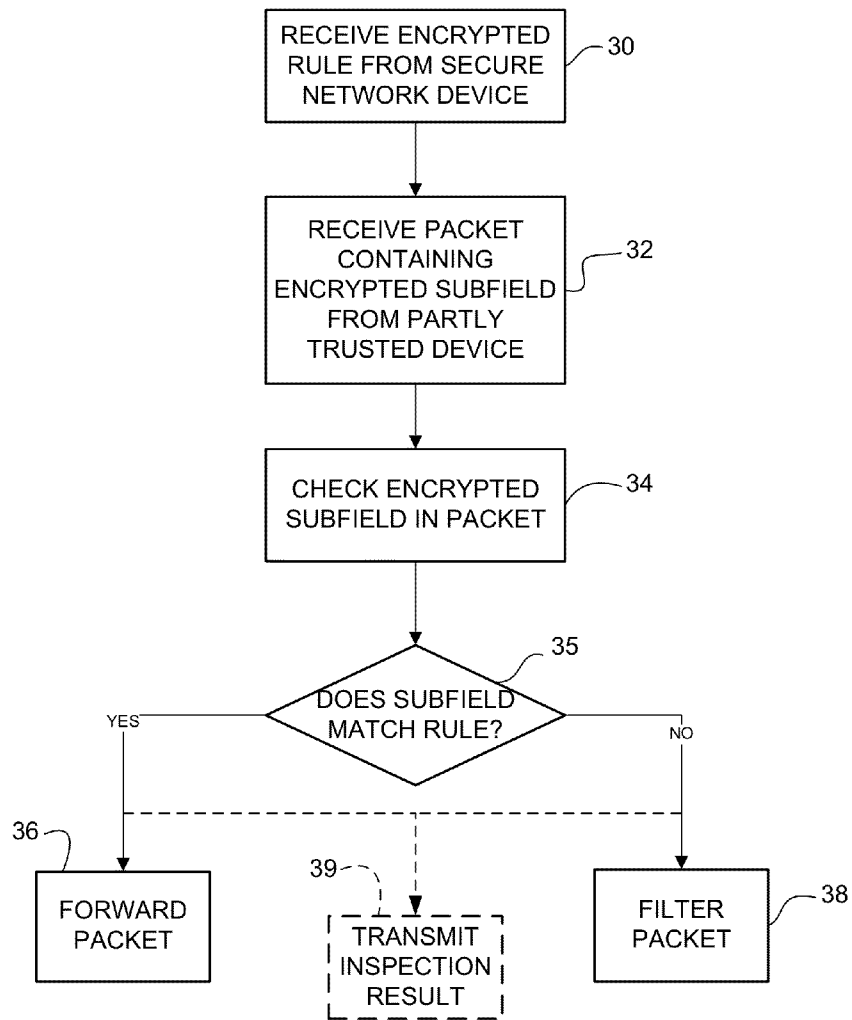 RECEIVE ENCRYPTED
RULE FROM SECURE
NETWORK DEVICE
30
RECEIVE PACKET
CONTAINING
ENCRYPTED SUBFIELD
FROM PARTLY
TRUSTED DEVICE
32
CHECK ENCRYPTED
SUBFIELD IN PACKET
34
35
DOES SUBFIELD
MATCH RULE?
YES
NO
36
FORWARD
PACKET
39
TRANSMIT
INSPECTION
RESULT
FILTER
PACKET
38